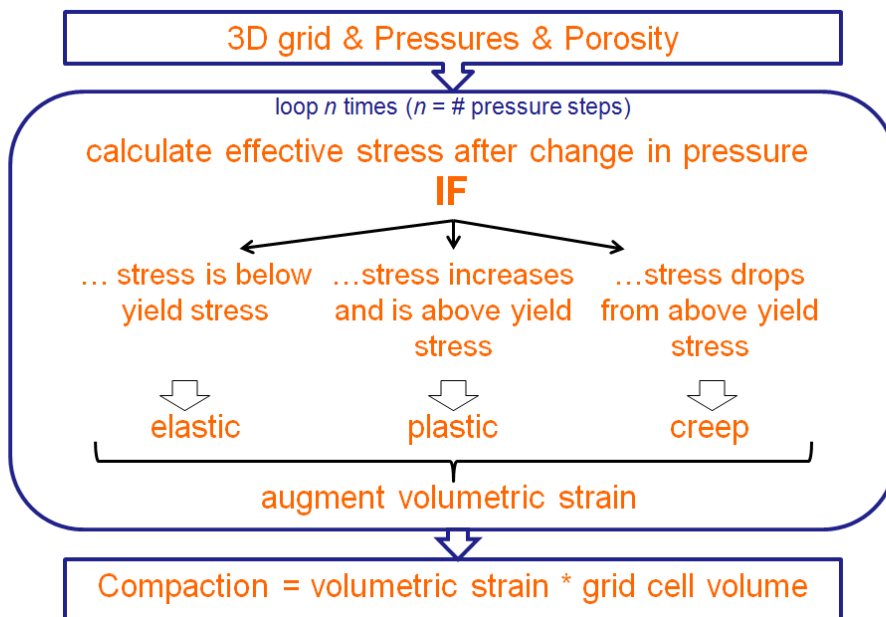 3D grid & Pressures & Porosity
loop n times (n = # pressure steps)
calculate effective stress after change in pressure
IF
... stress is below
yield stress
...stress increases
and is above yield
stress
...stress drops
from above yield
stress
elastic
plastic
creep
augment volumetric strain
Compaction = volumetric strain * grid cell volume